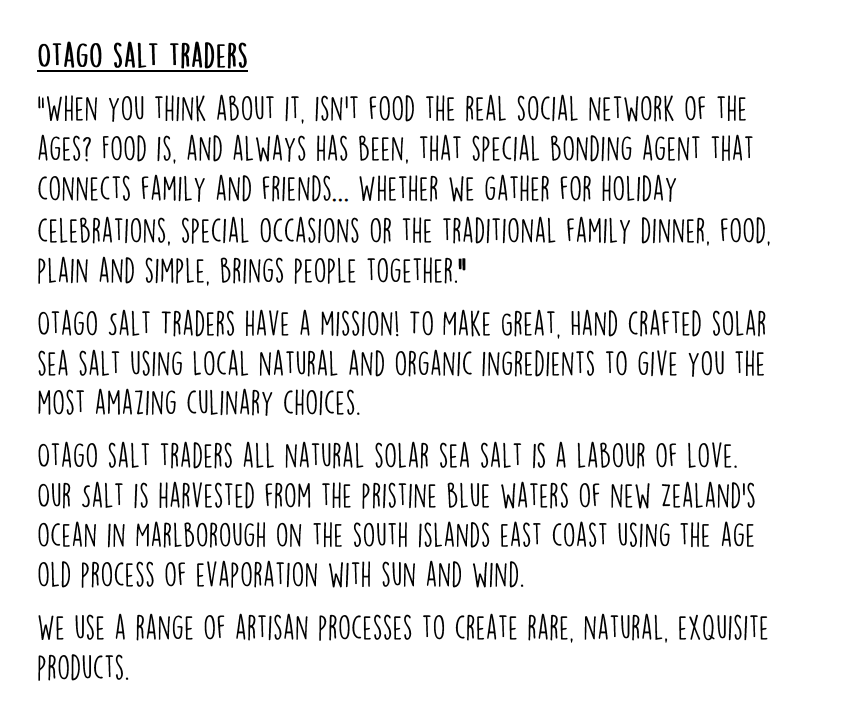 OTAGO SALT TRADERS
"WHEN YOU THINK ABOUT IT, ISN'T FOOD THE REAL SOCIAL NETWORK OF THE
AGES? FOOD IS, AND ALWAYS HAS BEEN, THAT SPECIAL BONDING AGENT THAT
CONNECTS FAMILY AND FRIENDS... WHETHER WE GATHER FOR HOLIDAY
CELEBRATIONS, SPECIAL OCCASIONS OR THE TRADITIONAL FAMILY DINNER, FOOD,
PLAIN AND SIMPLE, BRINGS PEOPLE TOGETHER."
OTAGO SALT TRADERS HAVE A MISSION! TO MAKE GREAT, HAND CRAFTED SOLAR
SEA SALT USING LOCAL NATURAL AND ORGANIC INGREDIENTS TO GIVE YOU THE
MOST AMAZING CULINARY CHOICES.
OTAGO SALT TRADERS ALL NATURAL SOLAR SEA SALT IS A LABOUR OF LOVE.
OUR SALT IS HARVESTED FROM THE PRISTINE BLUE WATERS OF NEW ZEALAND'S
OCEAN IN MARLBOROUGH ON THE SOUTH ISLANDS EAST COAST USING THE AGE
OLD PROCESS OF EVAPORATION WITH SUN AND WIND.
WE USE A RANGE OF ARTISAN PROCESSES TO CREATE RARE, NATURAL, EXQUISITE
PRODUCTS.